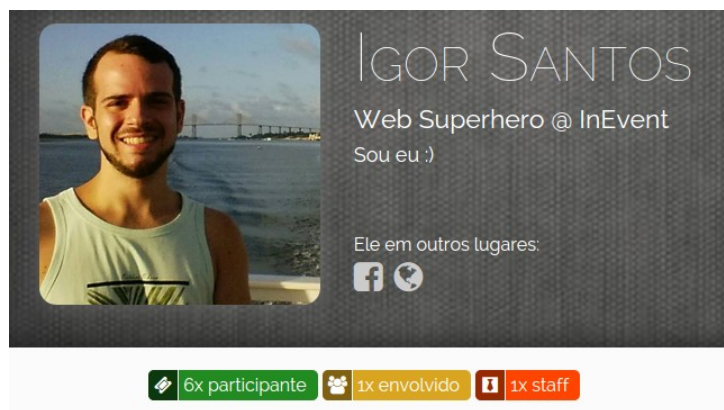 IGOR SANTOS
Web Superhero @ InEvent
Sou eu :)
Ele em outros lugares:
6x participante
1x envolvido
1x staff